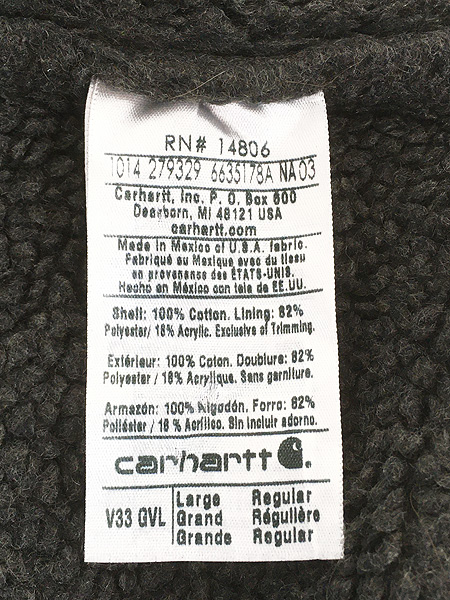 RN# 14806
1014 279329 6635178A NA03
Carhartt, Inc. P. O. Box 600
Dearborn, MI 48121 USA
carhartt.com
Made in Mexico of U.S.A. fabric.
Fabriqué au Mexique avec du tissu
en provenance des ÉTATS-UNIS.
Hecho en México con tela de EE.UU.
Shell: 100% Cotton. Lining: 82%
Polyester/ 18% Acrylic. Exclusive of Trimming.
Extérieur: 100% Coton. Doublure: 82%
Polyester / 18% Acrylique. Sans garniture.
Armazón: 100% Algodón. Forro: 82%
Poliéster / 18 % Acrílico. Sin incluir adorno.
carhartt
V33 QVL
Large Regular
Grand Régulière
Grande Regular